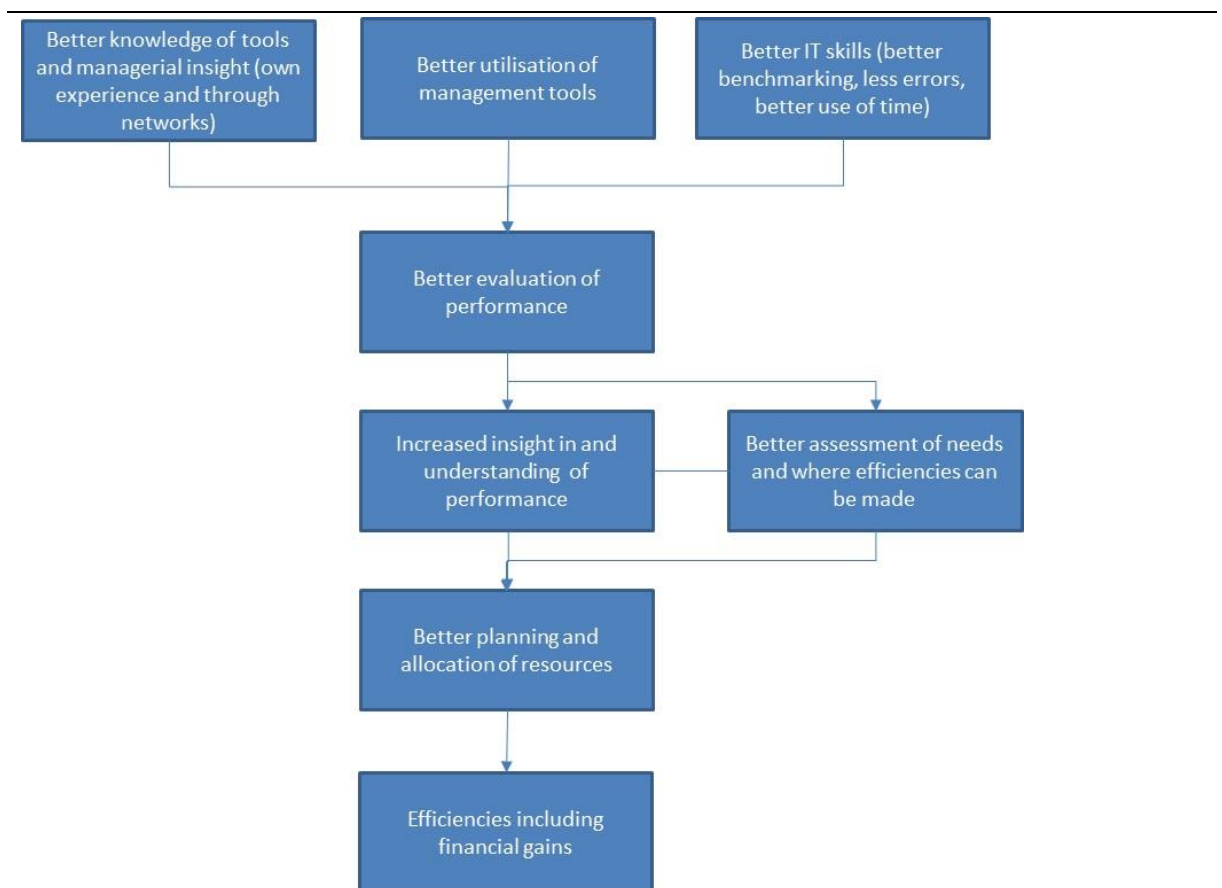 Better knowledge of tools
and managerial insight (own
experience and through
networks)
Better utilisation of
management tools
Better IT skills (better
benchmarking, less errors,
better use of time)
Better evaluation of
performance
Increased insight in and
understanding of
performance
Better assessment of needs
and where efficiencies can
be made
Better planning and
allocation of resources
Efficiencies including
financial gains